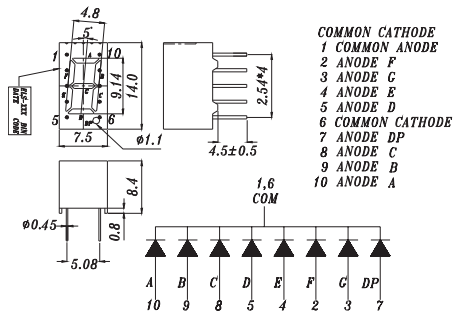 4.8
5°
1
10
A
B
C
D
E
F
G
DP
9.14
14.0
5
6
7.5
Ø1.1
2.54*4
4.5±0.5
8.4
Ø0.45
0.8
5.08
COMMON CATHODE
1 COMMON ANODE
2 ANODE F
3 ANODE G
4 ANODE E
5 ANODE D
6 COMMON CATHODE
7 ANODE DP
8 ANODE C
9 ANODE B
10 ANODE A
1,6
COM
A B C D E F G DP
10 9 8 5 4 2 3 7